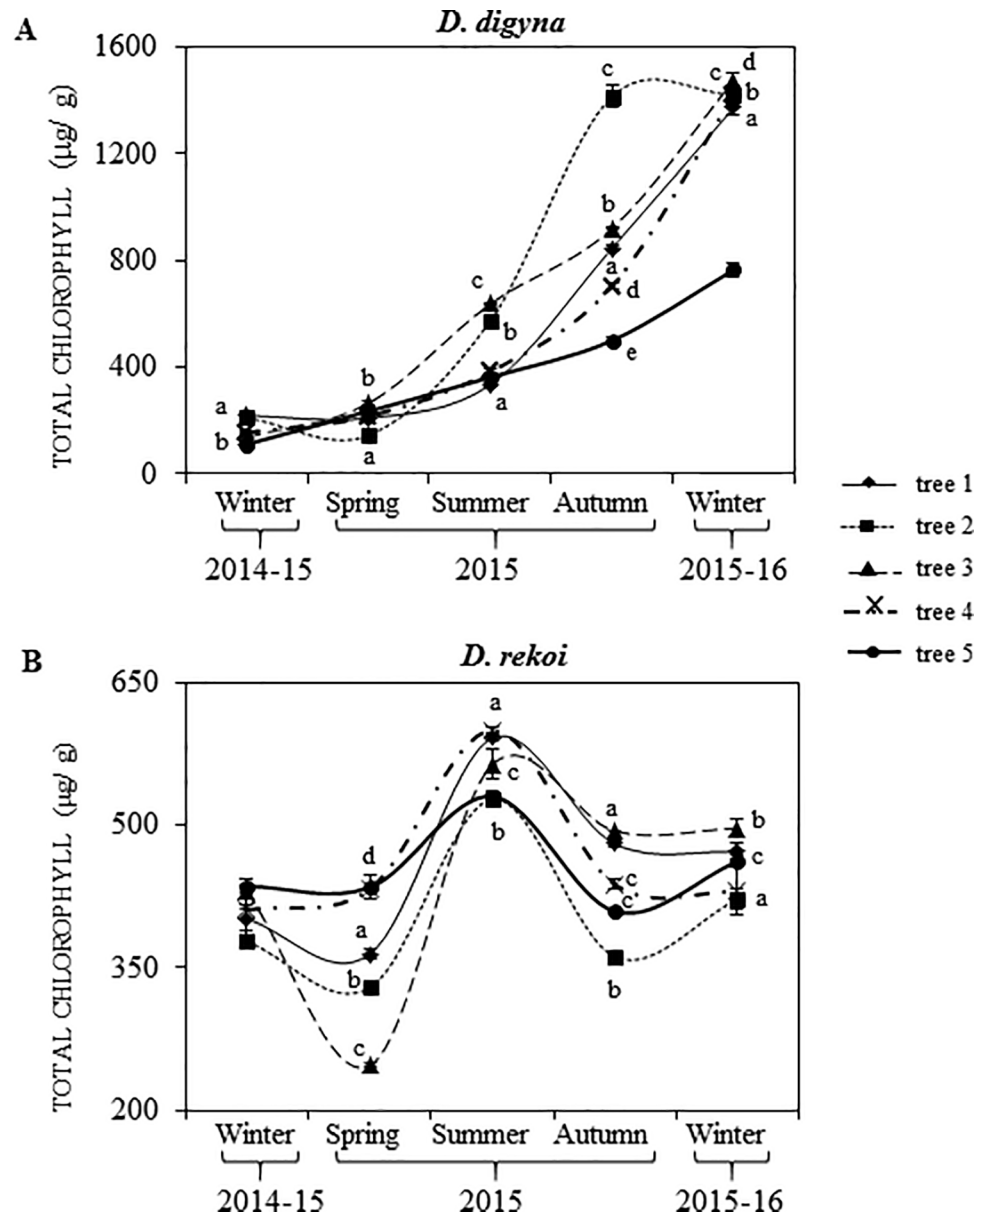 A
D. digyna
TOTAL CHLOROPHYLL (µg/ g)
1600
1200
800
400
0
a
b
b
a
c
b
a
c
b
a
d
e
c
d
b
a
Winter Spring Summer Autumn Winter
2014-15 2015 2015-16
tree 1
tree 2
tree 3
tree 4
tree 5
B
D. rekoi
TOTAL CHLOROPHYLL (µg/ g)
650
500
350
200
d
a
b
c
a
c
b
a
c
c
b
b
c
a
Winter Spring Summer Autumn Winter
2014-15 2015 2015-16